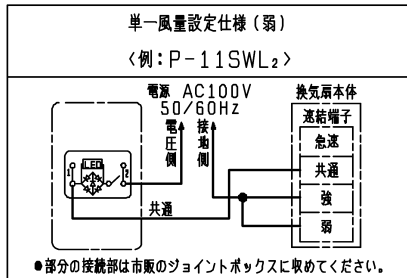 単一風量設定仕様（弱）
〈例：P-11SWL₂〉
電源 AC100V
50/60Hz
電圧側
接地側
換気扇本体
速結端子
急速
共通
強
弱
1
LED
2
共通
●部分の接続部は市販のジョイントボックスに収めてください。